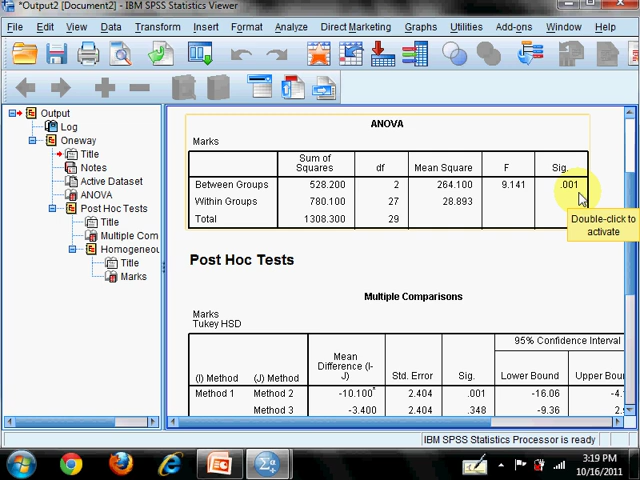 *Output2 [Document2] - IBM SPSS Statistics Viewer
File Edit View Data Transform Insert Format Analyze Direct Marketing Graphs Utilities Add-ons Window Help
Output
Log
Oneway
Title
Notes
Active Dataset
ANOVA
Post Hoc Tests
Title
Multiple Com
Homogeneou
Title
Marks
ANOVA
Marks
Sum of Squares df Mean Square F Sig.
Between Groups 528.200 2 264.100 9.141 .001
Within Groups 780.100 27 28.893
Total 1308.300 29
Double-click to
activate
Post Hoc Tests
Multiple Comparisons
Marks
Tukey HSD
95% Confidence Interval
(I) Method (J) Method Mean Difference (I-J) Std. Error Sig. Lower Bound Upper Boun
Method 1 Method 2 -10.100* 2.404 .001 -16.06 -4.
Method 3 -3.400 2.404 .348 -9.36 2.
IBM SPSS Statistics Processor is ready
3:19 PM
10/16/2011